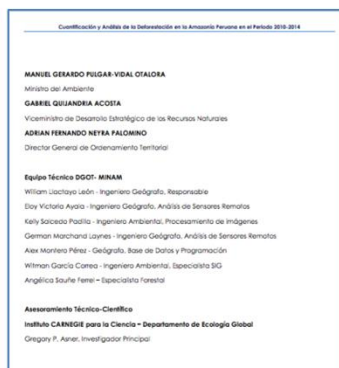 Cuantificación y Análisis de la Deforestación en la Amazonía Peruana en el Periodo 2010-2014
MANUEL GERARDO PULGAR-VIDAL OTALORA
Ministro del Ambiente
GABRIEL QUIJANDRIA ACOSTA
Viceministro de Desarrollo Estratégico de los Recursos Naturales
ADRIAN FERNANDO NEYRA PALOMINO
Director General de Ordenamiento Territorial
Equipo Técnico DGOT- MINAM
William Llactayo León - Ingeniero Geógrafo, Responsable
Eloy Victoria Ayala - Ingeniero Geógrafo, Análisis de Sensores Remotos
Kelly Salcedo Padilla - Ingeniero Ambiental, Procesamiento de Imágenes
German Marchand Laynes - Ingeniero Geógrafo, Análisis de Sensores Remotos
Alex Montero Pérez - Geógrafo, Base de Datos y Programación
Witman García Correa - Ingeniero Ambiental, Especialista SIG
Angélica Sauñe Ferrel – Especialista Forestal
Asesoramiento Técnico-Científico
Instituto CARNEGIE para la Ciencia – Departamento de Ecología Global
Gregory P. Asner, Investigador Principal